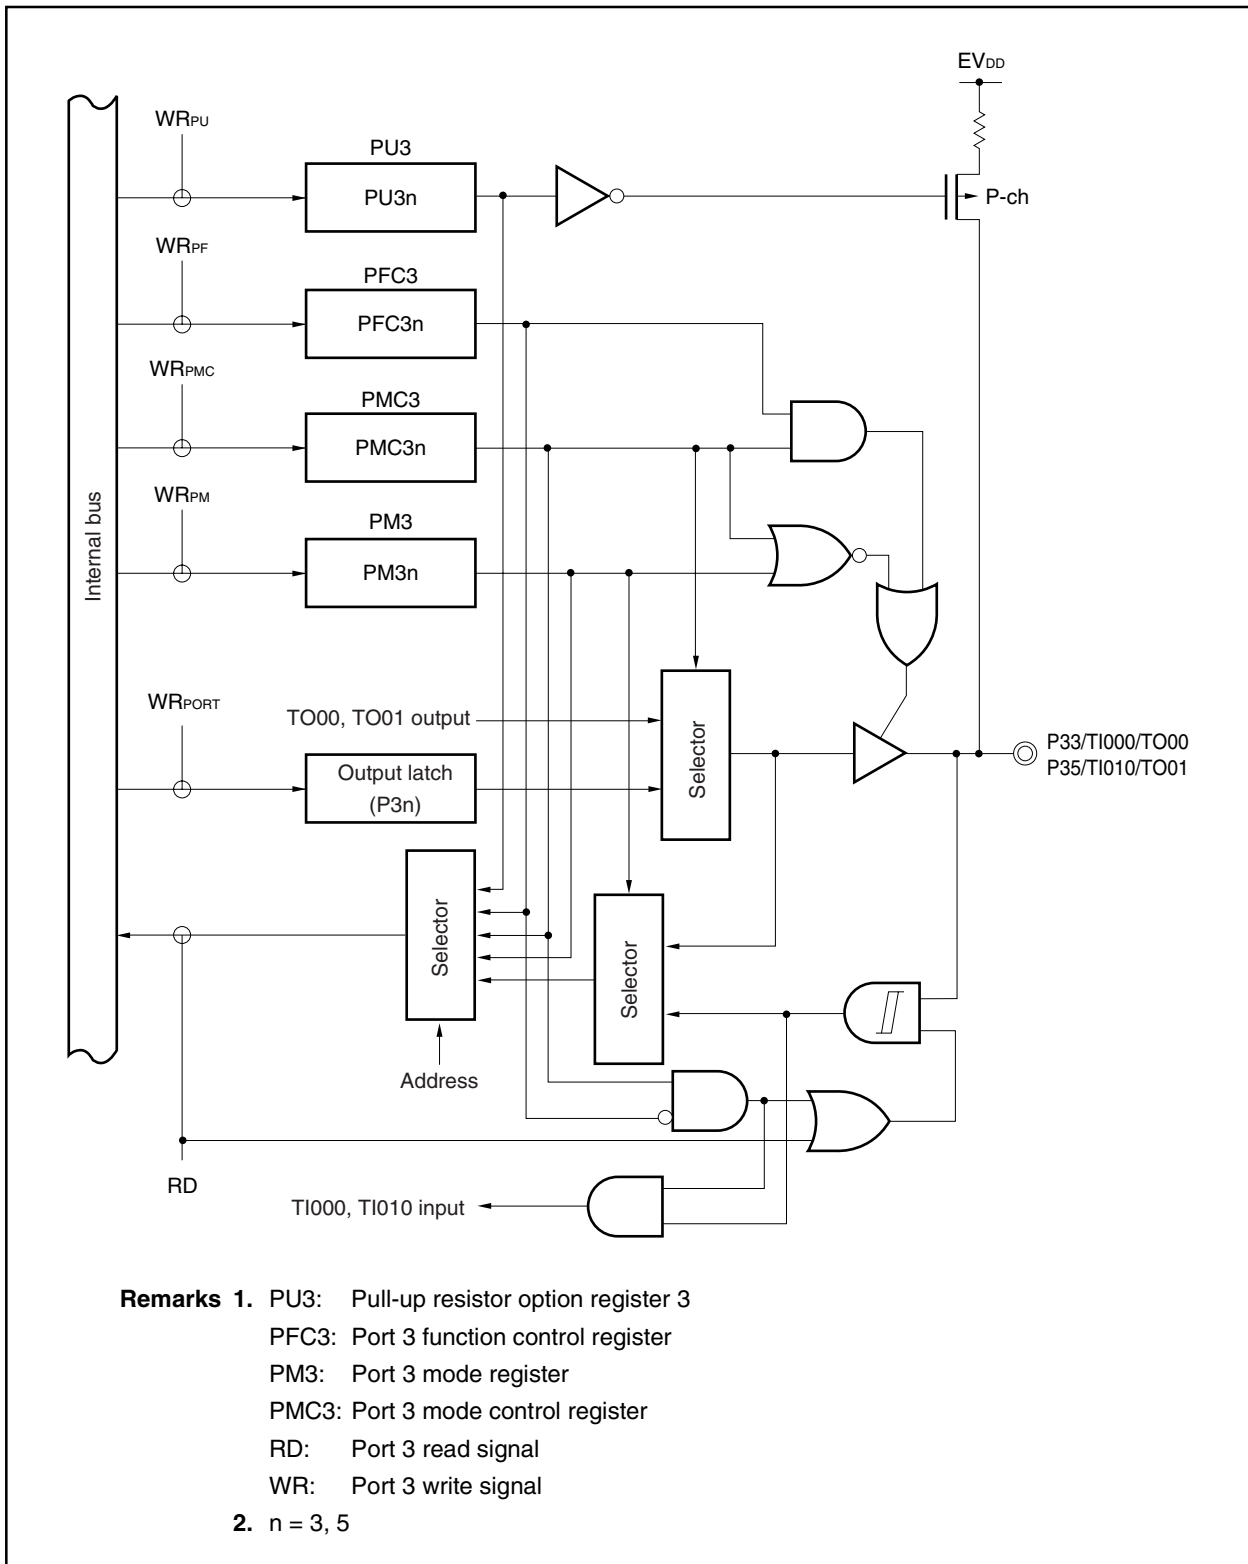 EVDD
WRPU
PU3
PU3n
P-ch
WRPF
PFC3
PFC3n
WRPMC
PMC3
PMC3n
WRPM
PM3
PM3n
Internal bus
WRPORT
TO00, TO01 output
Output latch
(P3n)
Selector
P33/TI000/TO00
P35/TI010/TO01
Selector
Selector
Address
RD
TI000, TI010 input
Remarks 1. PU3: Pull-up resistor option register 3
PFC3: Port 3 function control register
PM3: Port 3 mode register
PMC3: Port 3 mode control register
RD: Port 3 read signal
WR: Port 3 write signal
2. n = 3, 5